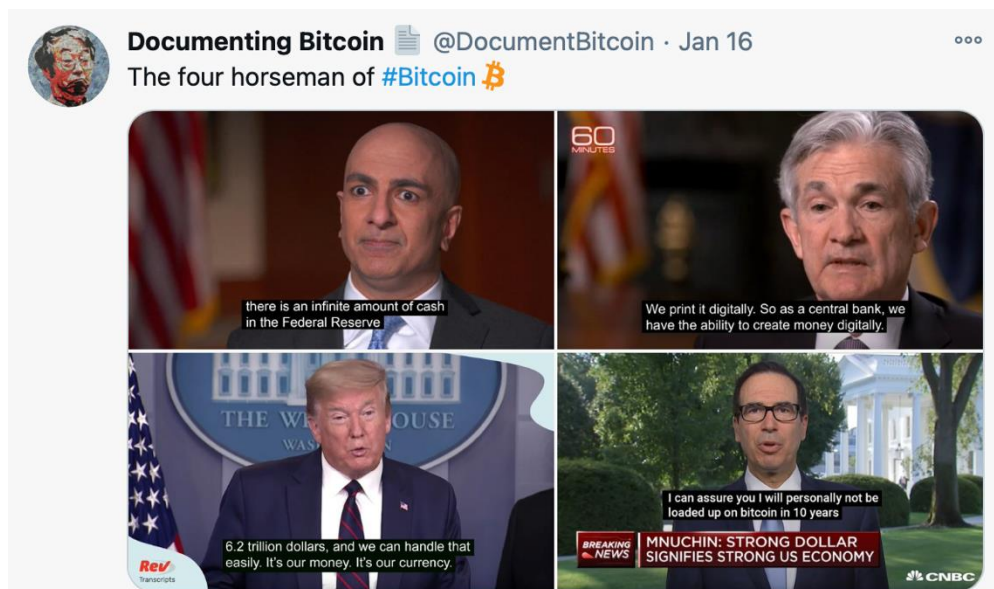 Documenting Bitcoin 📄 @DocumentBitcoin · Jan 16
The four horseman of #Bitcoin
60
MINUTES
there is an infinite amount of cash
in the Federal Reserve
We print it digitally. So as a central bank, we
have the ability to create money digitally.
THE WH OUSE
WAS N
6.2 trillion dollars, and we can handle that
easily. It's our money. It's our currency.
Rev
Transcripts
I can assure you I will personally not be
loaded up on bitcoin in 10 years
BREAKING
NEWS
MNUCHIN: STRONG DOLLAR
SIGNIFIES STRONG US ECONOMY
CNBC